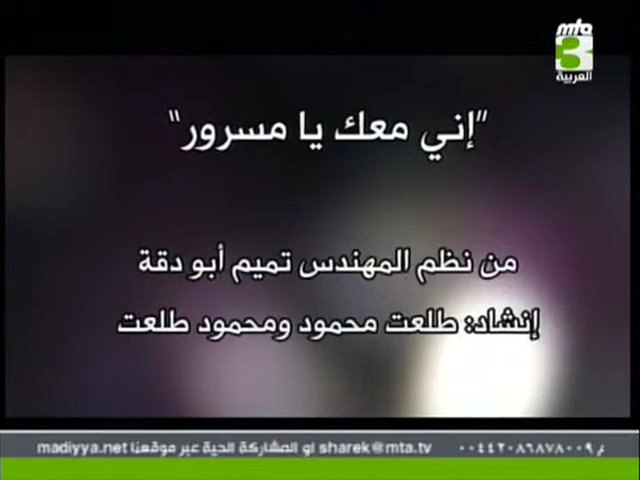 mta
3
العربية
"إني معك يا مسرور"
من نظم المهندس تميم أبو دقة
إنشاد: طلعت محمود ومحمود طلعت
sharek@mta.tv او المشاركة الحية عبر موقعنا madiyya.net